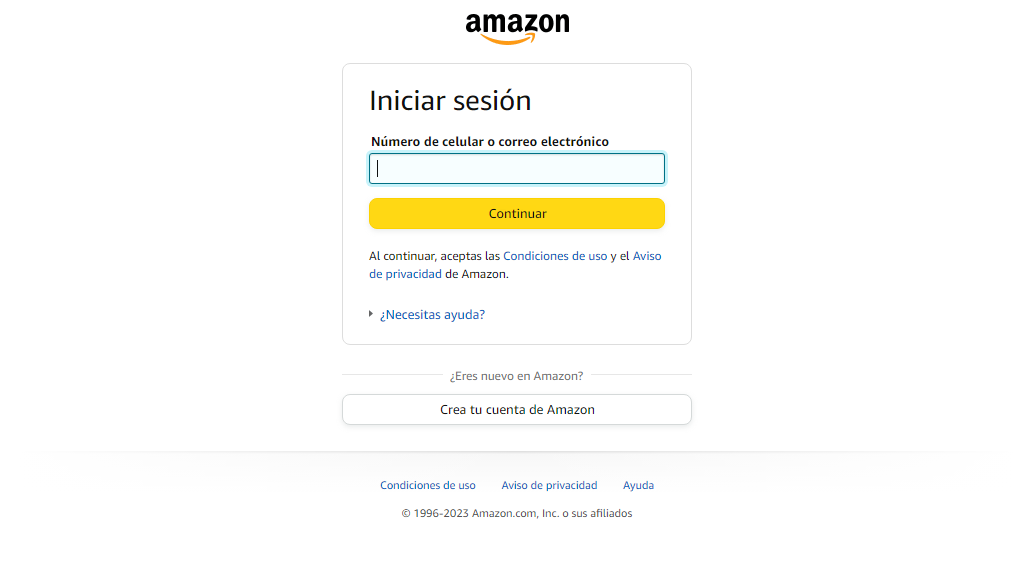 amazon
Iniciar sesión
Número de celular o correo electrónico
Continuar
Al continuar, aceptas las Condiciones de uso y el Aviso
de privacidad de Amazon.
¿Necesitas ayuda?
¿Eres nuevo en Amazon?
Crea tu cuenta de Amazon
Condiciones de uso Aviso de privacidad Ayuda
© 1996-2023 Amazon.com, Inc. o sus afiliados